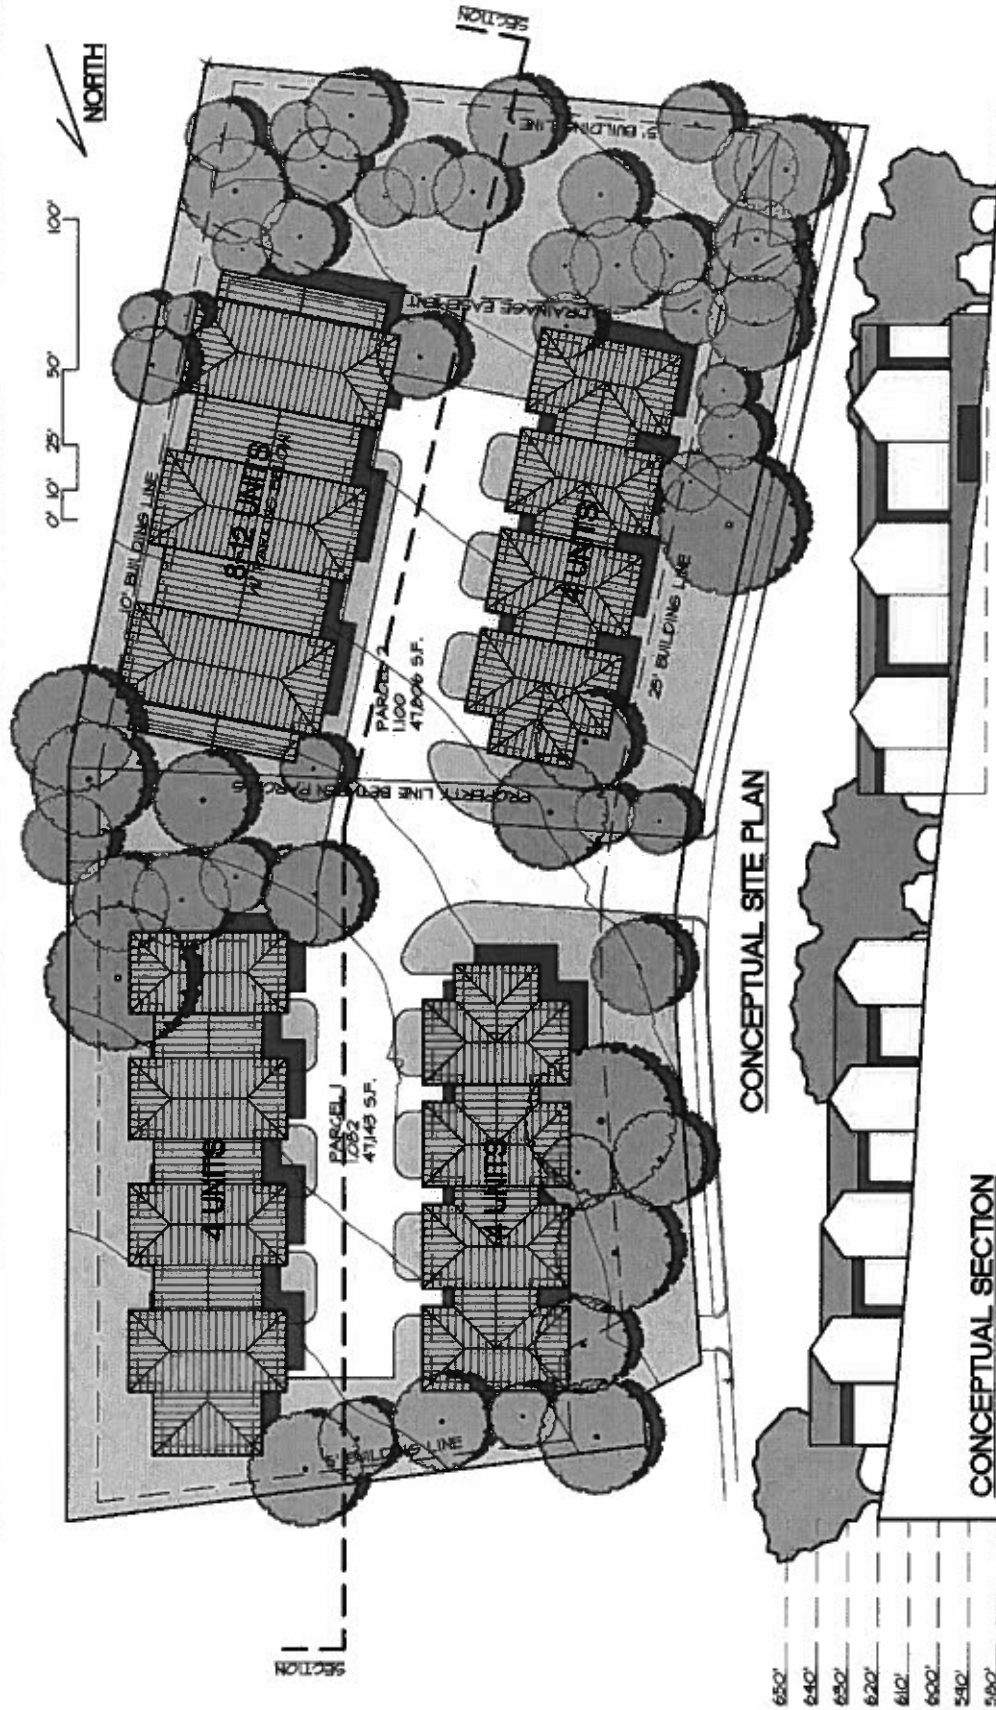 NORTH
0' 10' 25' 50' 100'
SECTION
5' BUILDING LINE
DRAINAGE EASEMENT
10' BUILDING LINE
8-12 UNITS
W/ PARKING BELOW
4 UNITS
25' BUILDING LINE
PARCEL 2
1.100
47,806 S.F.
PROPERTY LINE BETWEEN PARCELS
4 UNITS
PARCEL 1
1.082
47,143 S.F.
4 UNITS
LINE
SECTION
CONCEPTUAL SITE PLAN
650'
640'
630'
620'
610'
600'
590'
580'
CONCEPTUAL SECTION